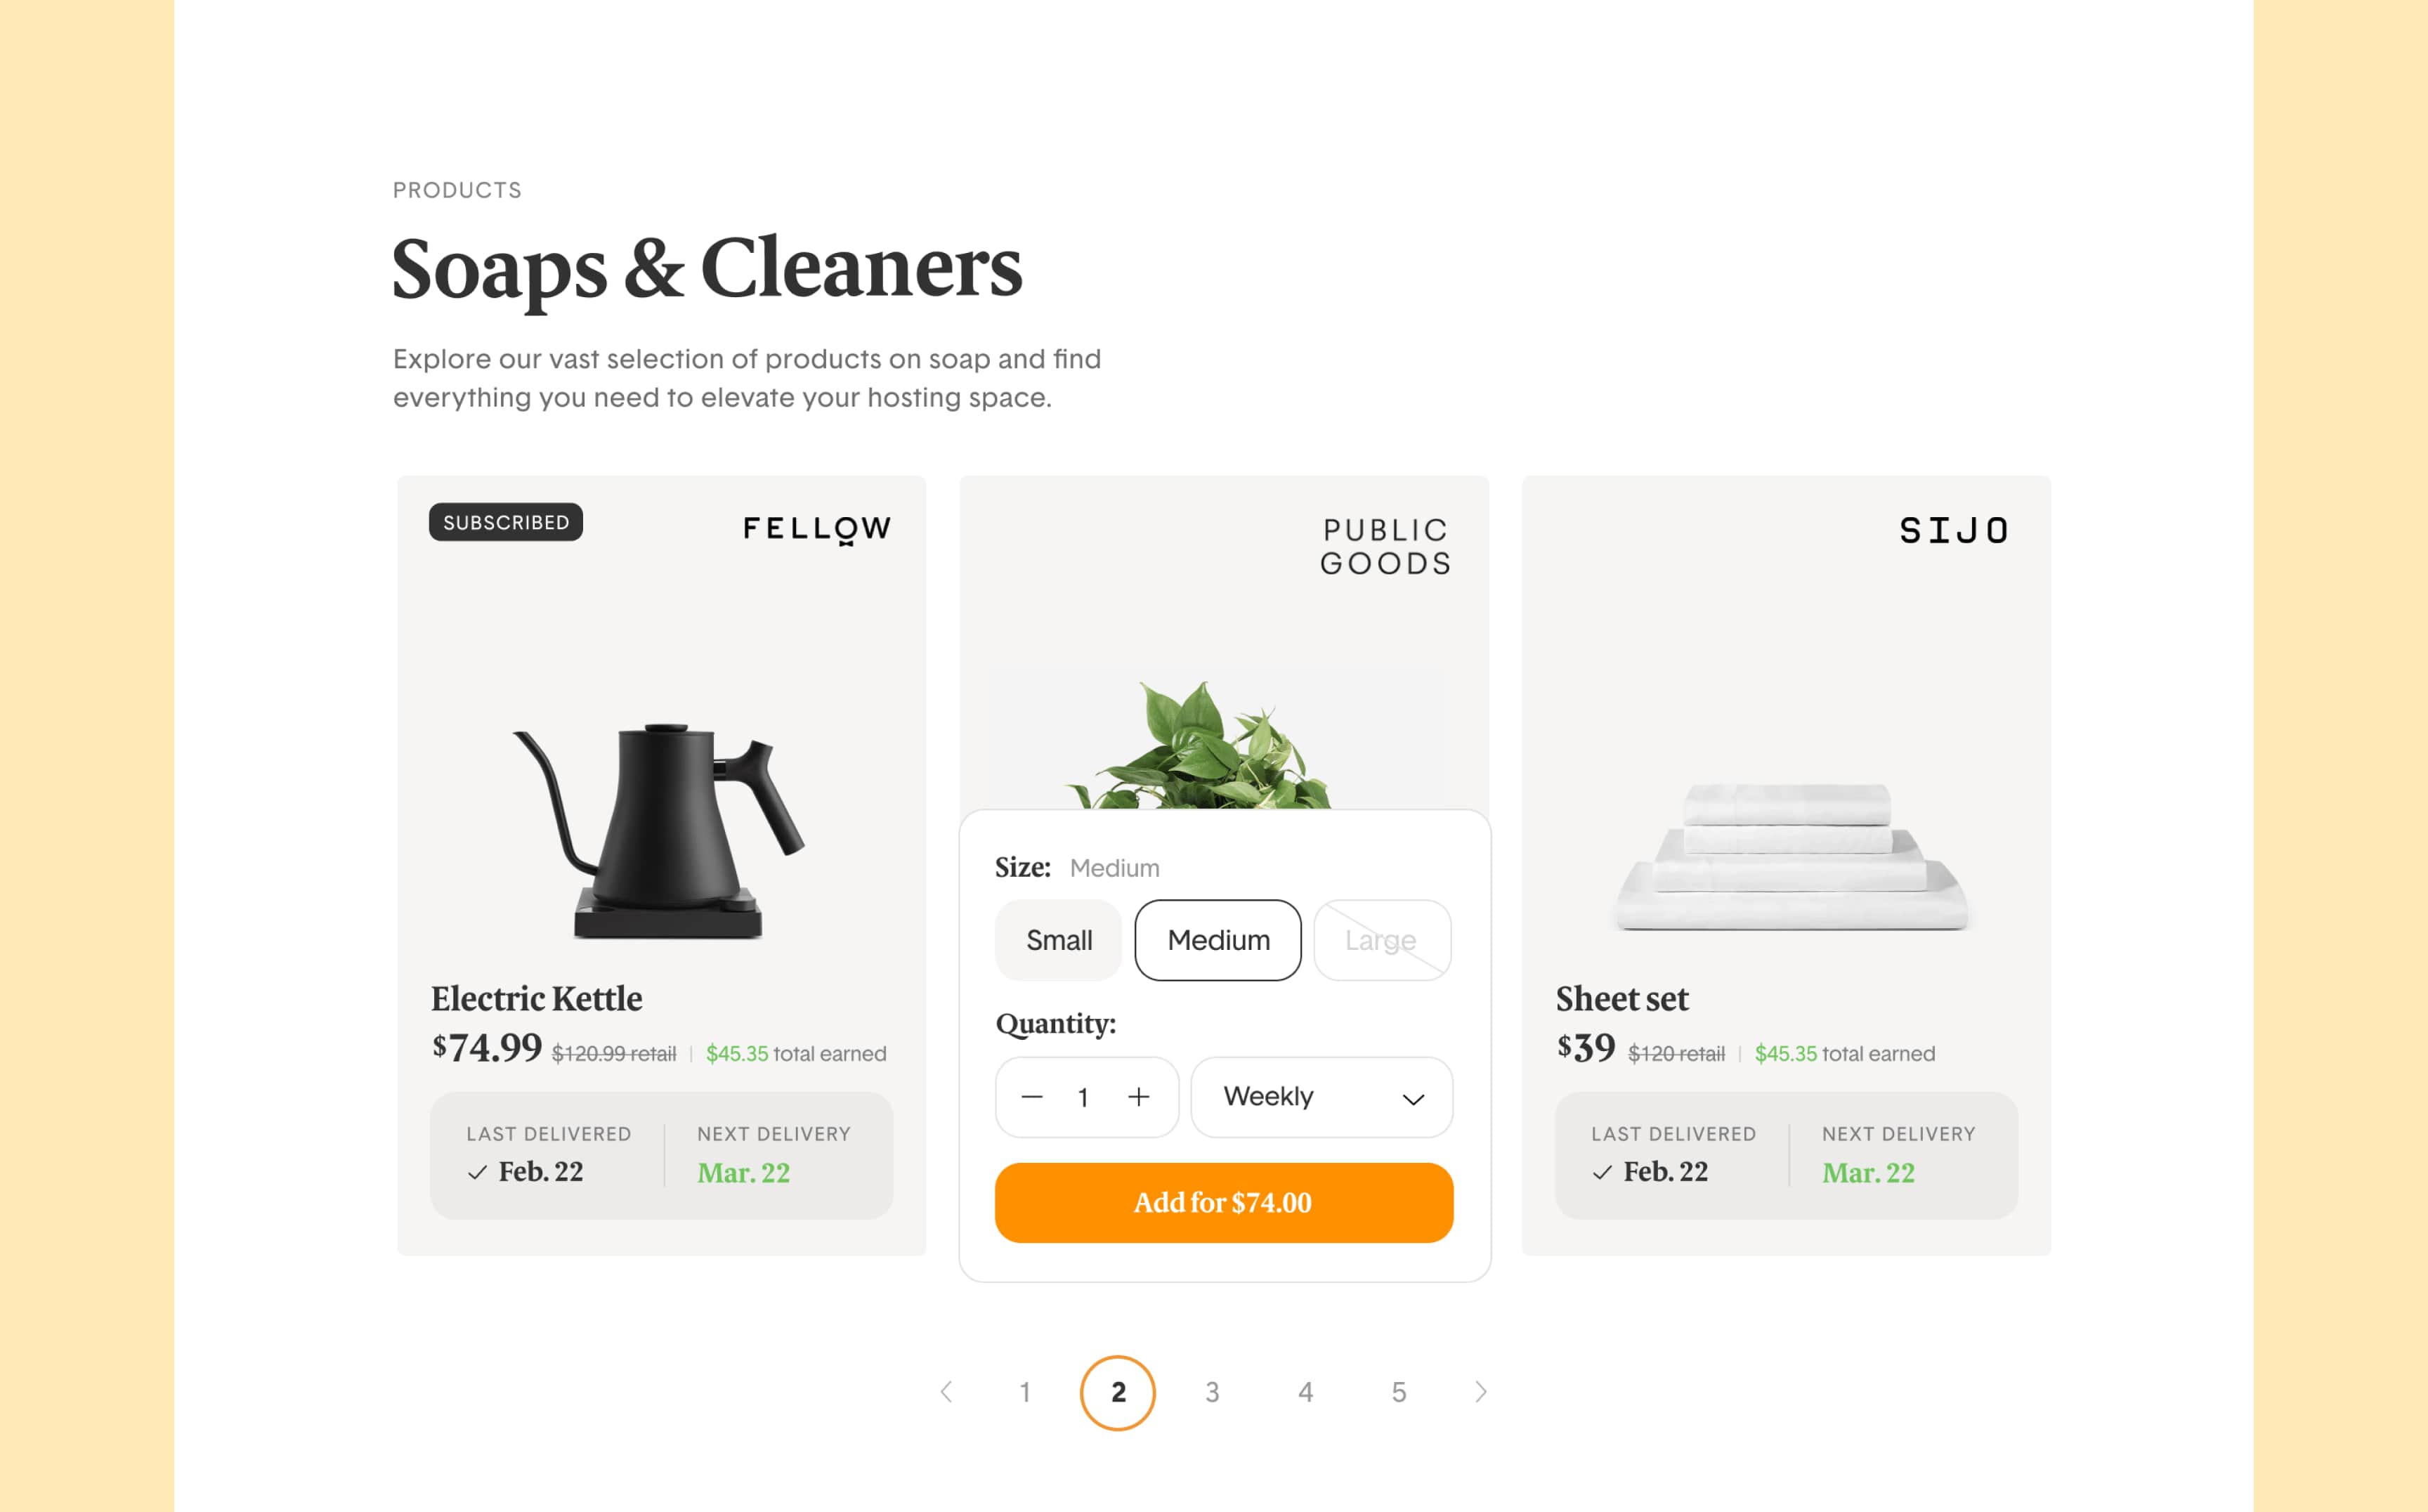 PRODUCTS
Soaps & Cleaners
Explore our vast selection of products on soap and find
everything you need to elevate your hosting space.
SUBSCRIBED
FELLOW
Electric Kettle
$74.99 $120.99 retail | $45.35 total earned
LAST DELIVERED
Feb. 22
NEXT DELIVERY
Mar. 22
PUBLIC
GOODS
Size: Medium
Small
Medium
Large
Quantity:
1
Weekly
Add for $74.00
SIJO
Sheet set
$39 $120 retail | $45.35 total earned
LAST DELIVERED
Feb. 22
NEXT DELIVERY
Mar. 22
1 2 3 4 5